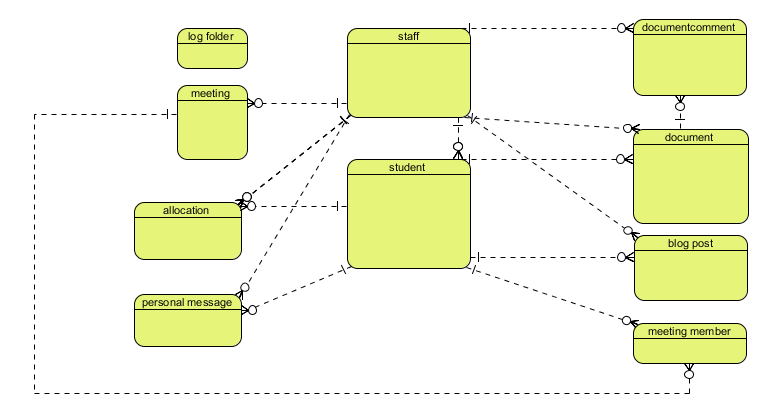 log folder
staff
documentcomment
meeting
document
student
allocation
blog post
personal message
meeting member